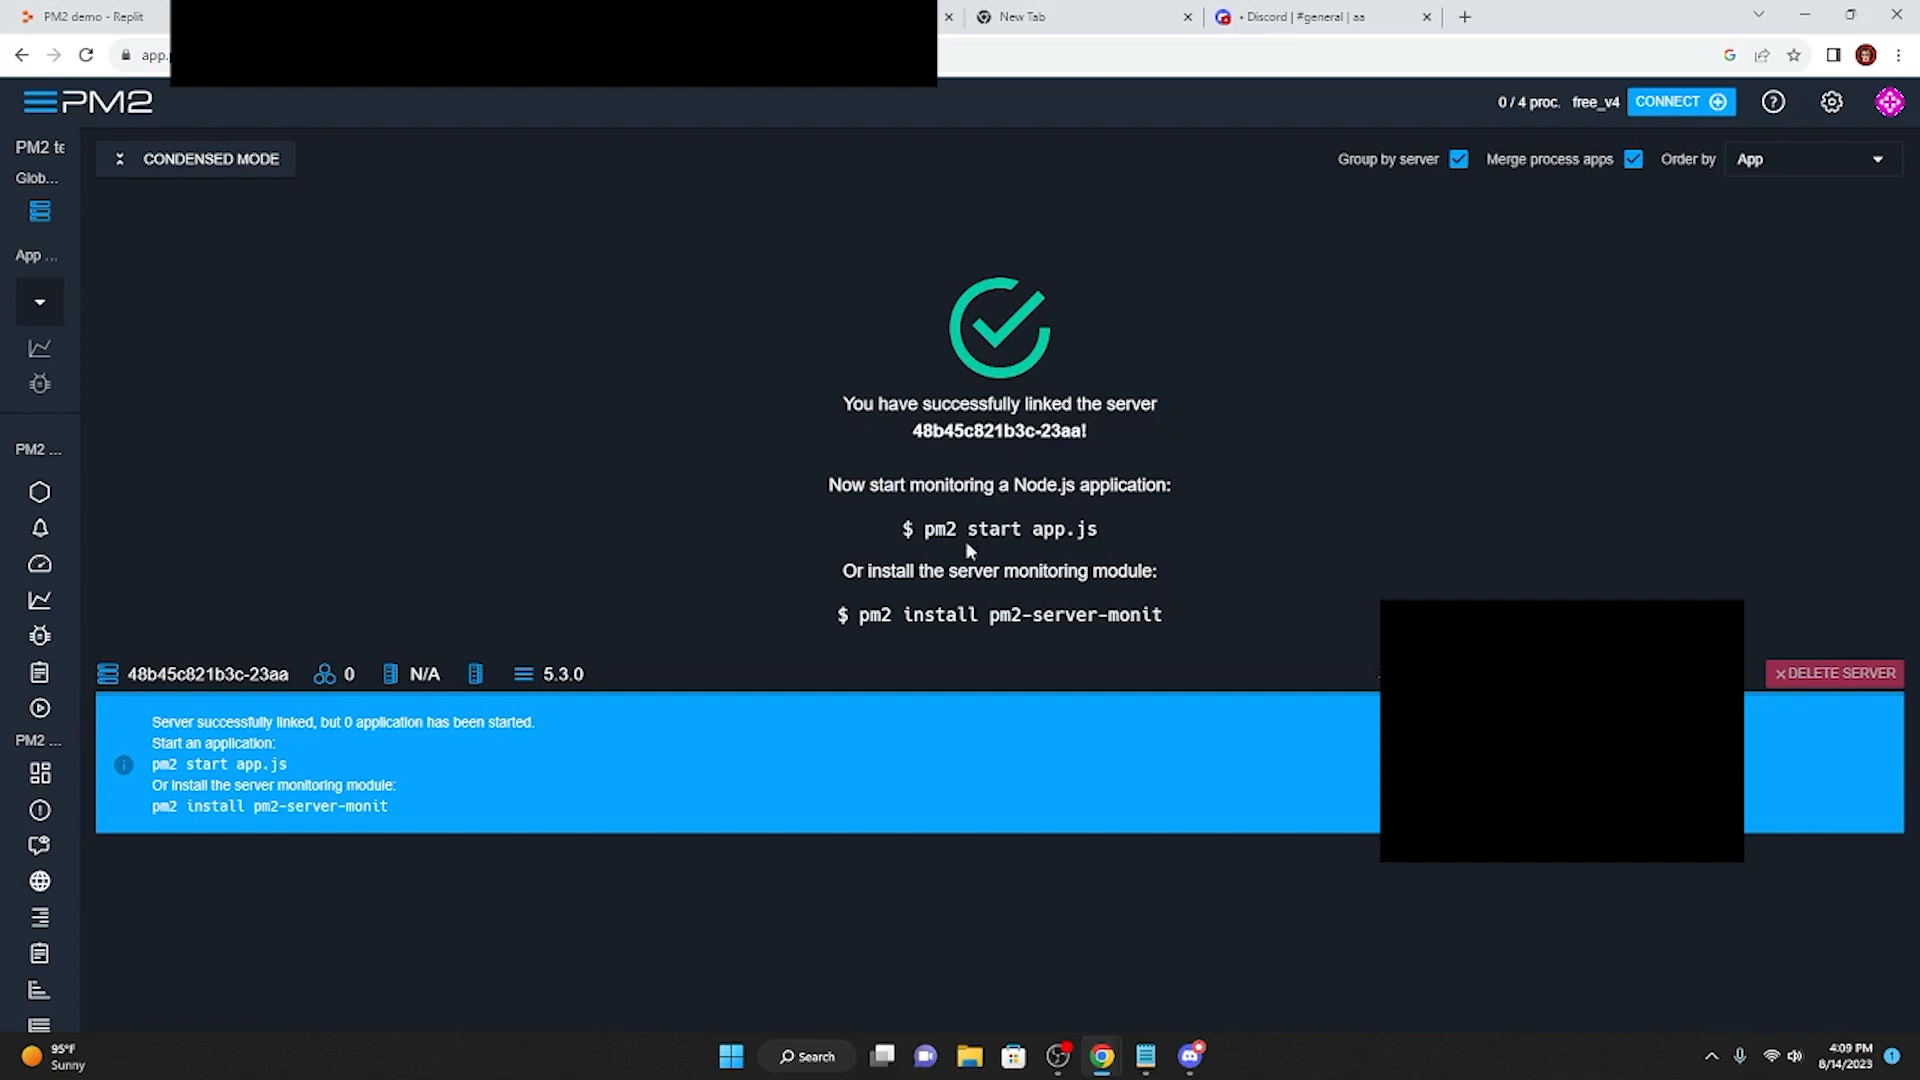 PM2 demo - Replit
New Tab
• Discord | #general | aa
app.
PM2
0 / 4 proc.
free_v4
CONNECT
PM2 te
CONDENSED MODE
Group by server
Merge process apps
Order by
App
Glob...
App ...
You have successfully linked the server
48b45c821b3c-23aa!
Now start monitoring a Node.js application:
$ pm2 start app.js
Or install the server monitoring module:
$ pm2 install pm2-server-monit
PM2 ...
48b45c821b3c-23aa
0
N/A
5.3.0
DELETE SERVER
Server successfully linked, but 0 application has been started.
Start an application:
pm2 start app.js
Or install the server monitoring module:
pm2 install pm2-server-monit
PM2 ...
95°F
Sunny
Search
4:09 PM
8/14/2023
1